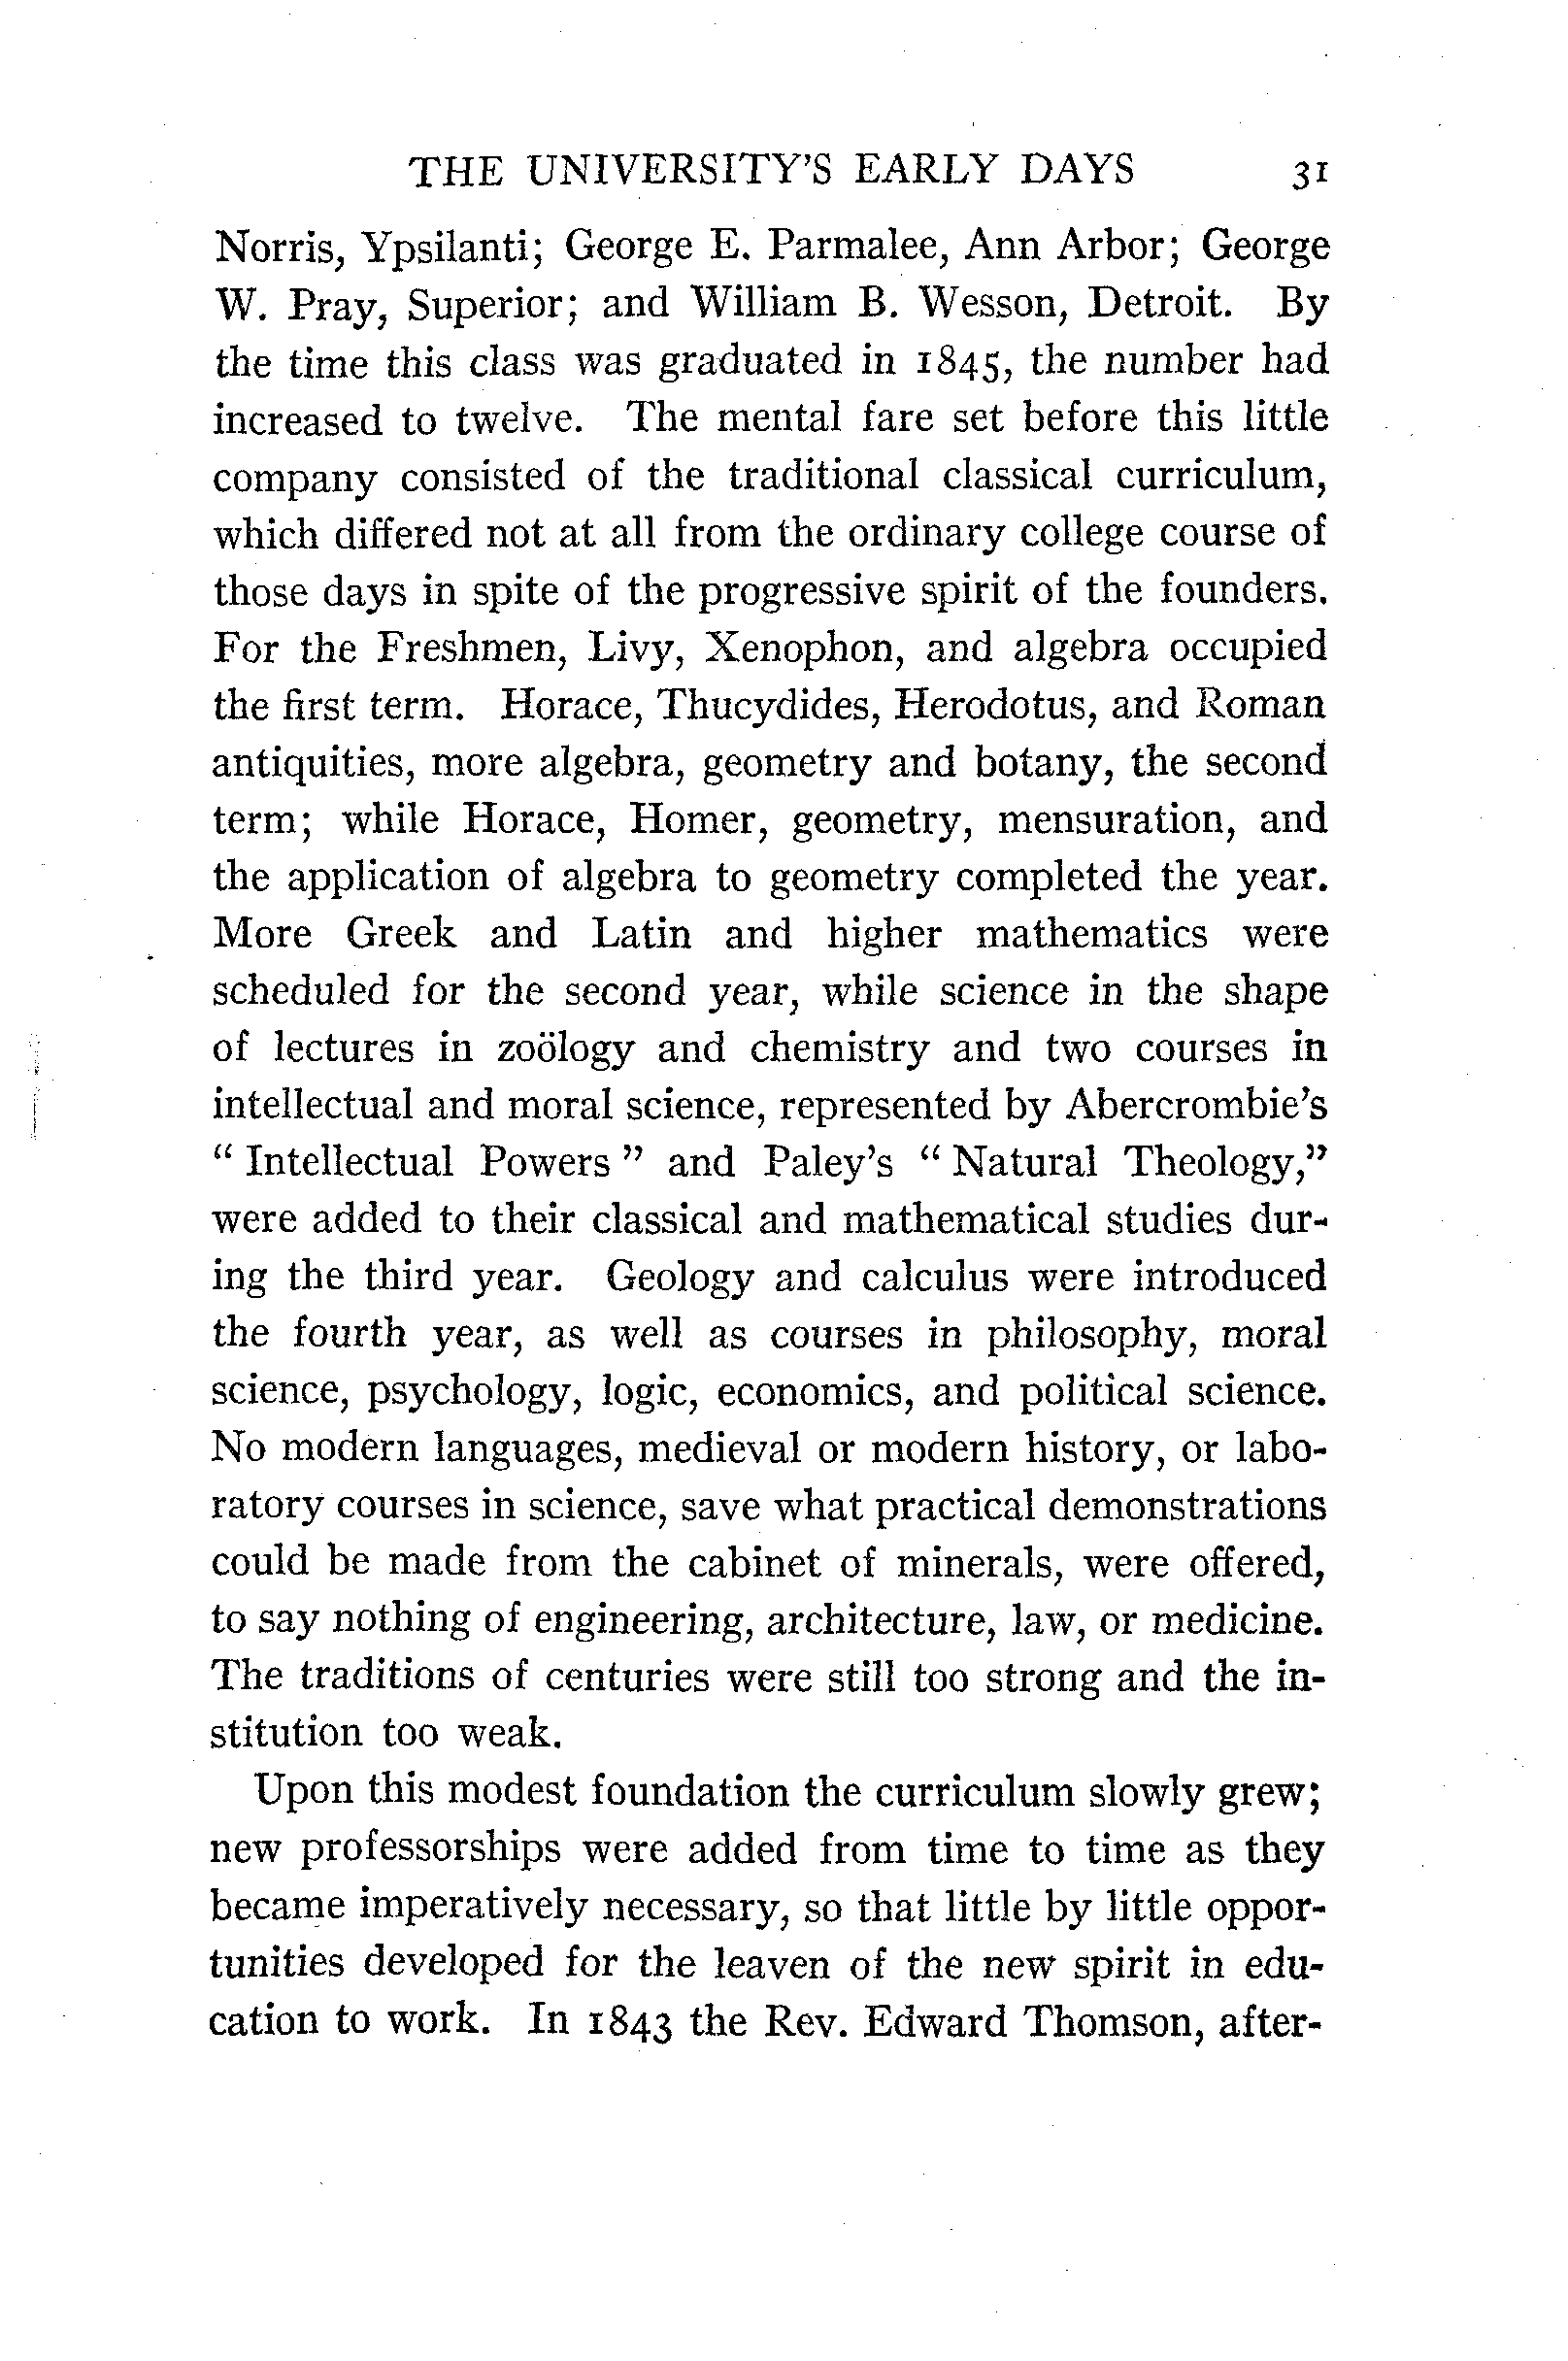 THE UNIVERSITY'S EARLY DAYS 31
Norris, Ypsilanti; George E. Parmalee, Ann Arbor; George
W. Pray, Superior; and William B. Wesson, Detroit. By
the time this class was graduated in 1845, the number had
increased to twelve. The mental fare set before this little
company consisted of the traditional classical curriculum,
which differed not at all from the ordinary college course of
those days in spite of the progressive spirit of the founders.
For the Freshmen, Livy, Xenophon, and algebra occupied
the first term. Horace, Thucydides, Herodotus, and Roman
antiquities, more algebra, geometry and botany, the second
term; while Horace, Homer, geometry, mensuration, and
the application of algebra to geometry completed the year.
More Greek and Latin and higher mathematics were
scheduled for the second year, while science in the shape
of lectures in zoölogy and chemistry and two courses in
intellectual and moral science, represented by Abercrombie's
" Intellectual Powers " and Paley's " Natural Theology,"
were added to their classical and mathematical studies dur-
ing the third year. Geology and calculus were introduced
the fourth year, as well as courses in philosophy, moral
science, psychology, logic, economics, and political science.
No modern languages, medieval or modern history, or labo-
ratory courses in science, save what practical demonstrations
could be made from the cabinet of minerals, were offered,
to say nothing of engineering, architecture, law, or medicine.
The traditions of centuries were still too strong and the in-
stitution too weak.
Upon this modest foundation the curriculum slowly grew;
new professorships were added from time to time as they
became imperatively necessary, so that little by little oppor-
tunities developed for the leaven of the new spirit in edu-
cation to work. In 1843 the Rev. Edward Thomson, after-